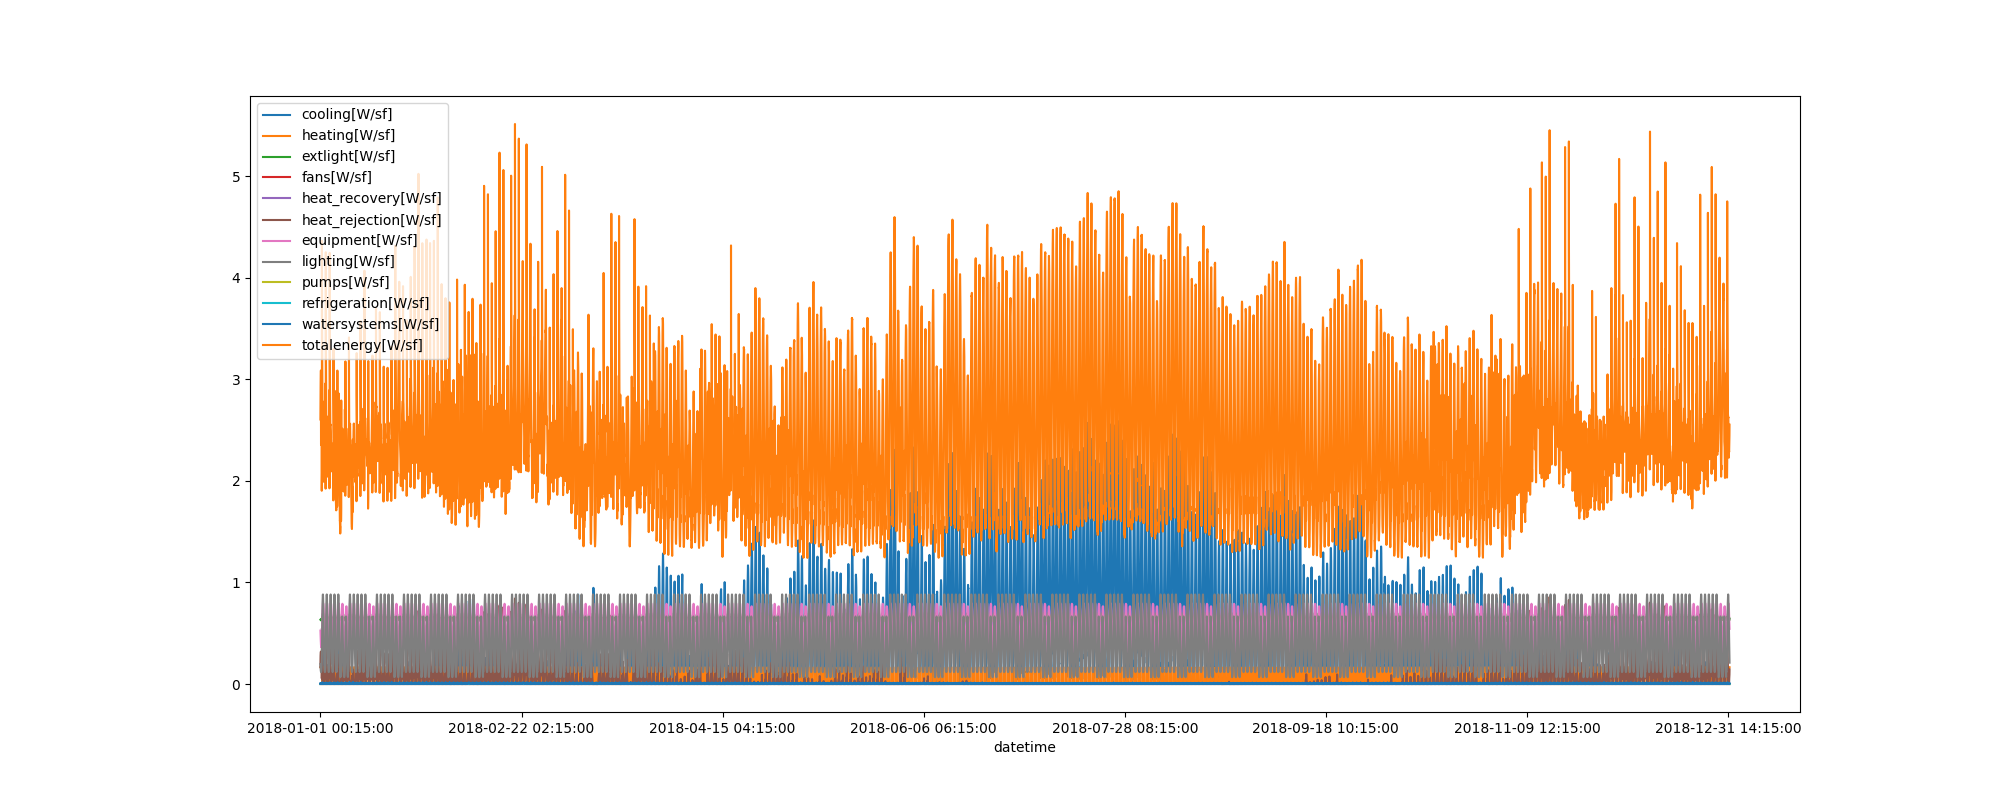 cooling[W/sf]
heating[W/sf]
extlight[W/sf]
fans[W/sf]
heat_recovery[W/sf]
heat_rejection[W/sf]
equipment[W/sf]
lighting[W/sf]
pumps[W/sf]
refrigeration[W/sf]
watersystems[W/sf]
totalenergy[W/sf]
5
4
3
2
1
0
2018-01-01 00:15:00 2018-02-22 02:15:00 2018-04-15 04:15:00 2018-06-06 06:15:00 2018-07-28 08:15:00 2018-09-18 10:15:00 2018-11-09 12:15:00 2018-12-31 14:15:00
datetime